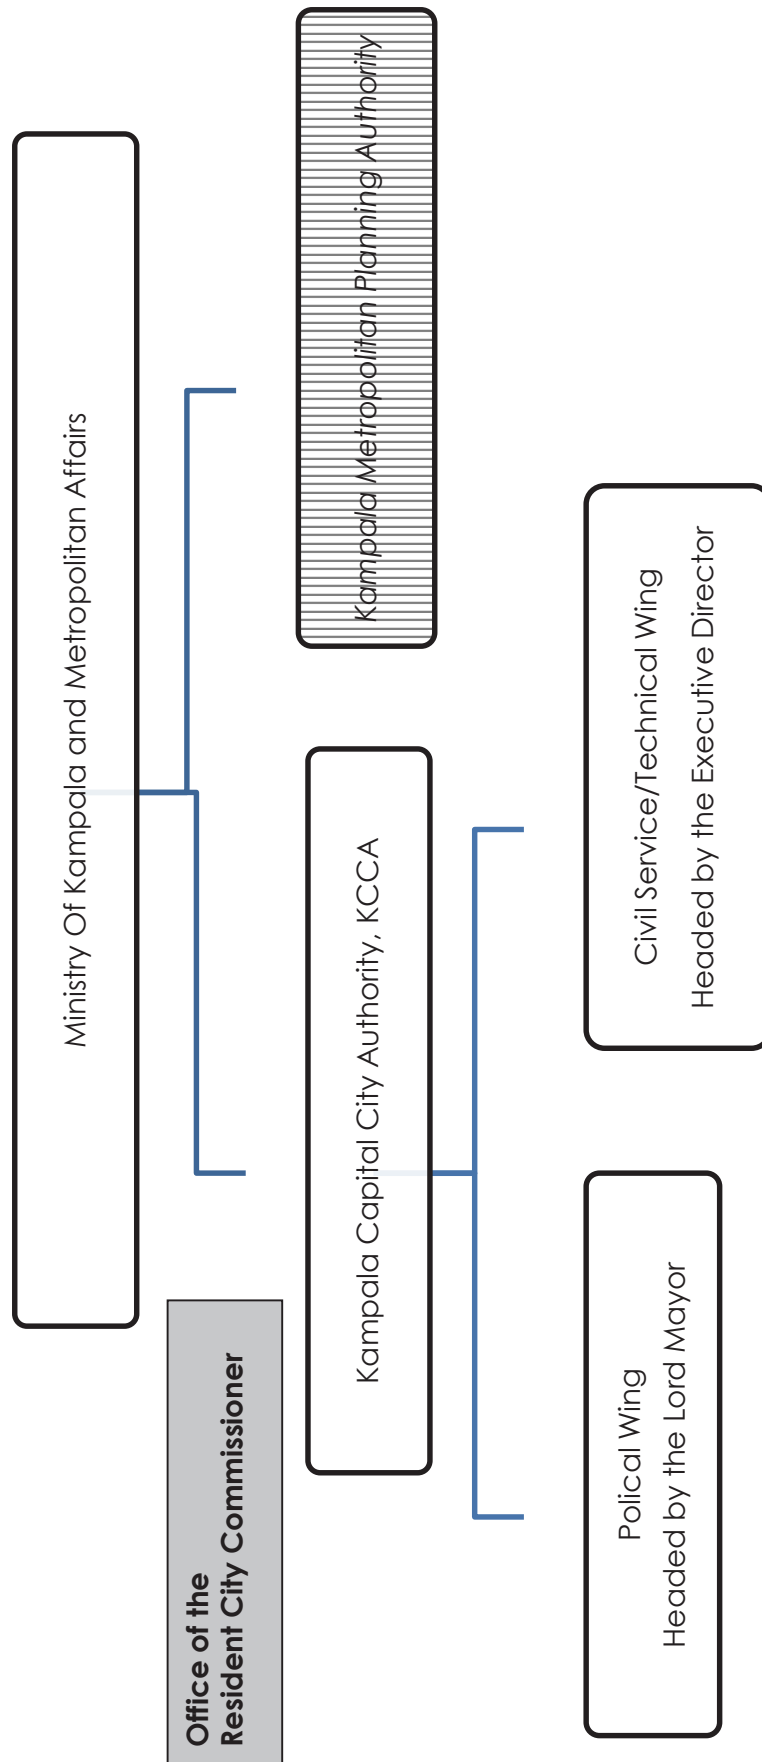 Ministry Of Kampala and Metropolitan Affairs
Office of the
Resident City Commissioner
Kampala Capital City Authority, KCCA
Kampala Metropolitan Planning Authority
Polical Wing
Headed by the Lord Mayor
Civil Service/Technical Wing
Headed by the Executive Director